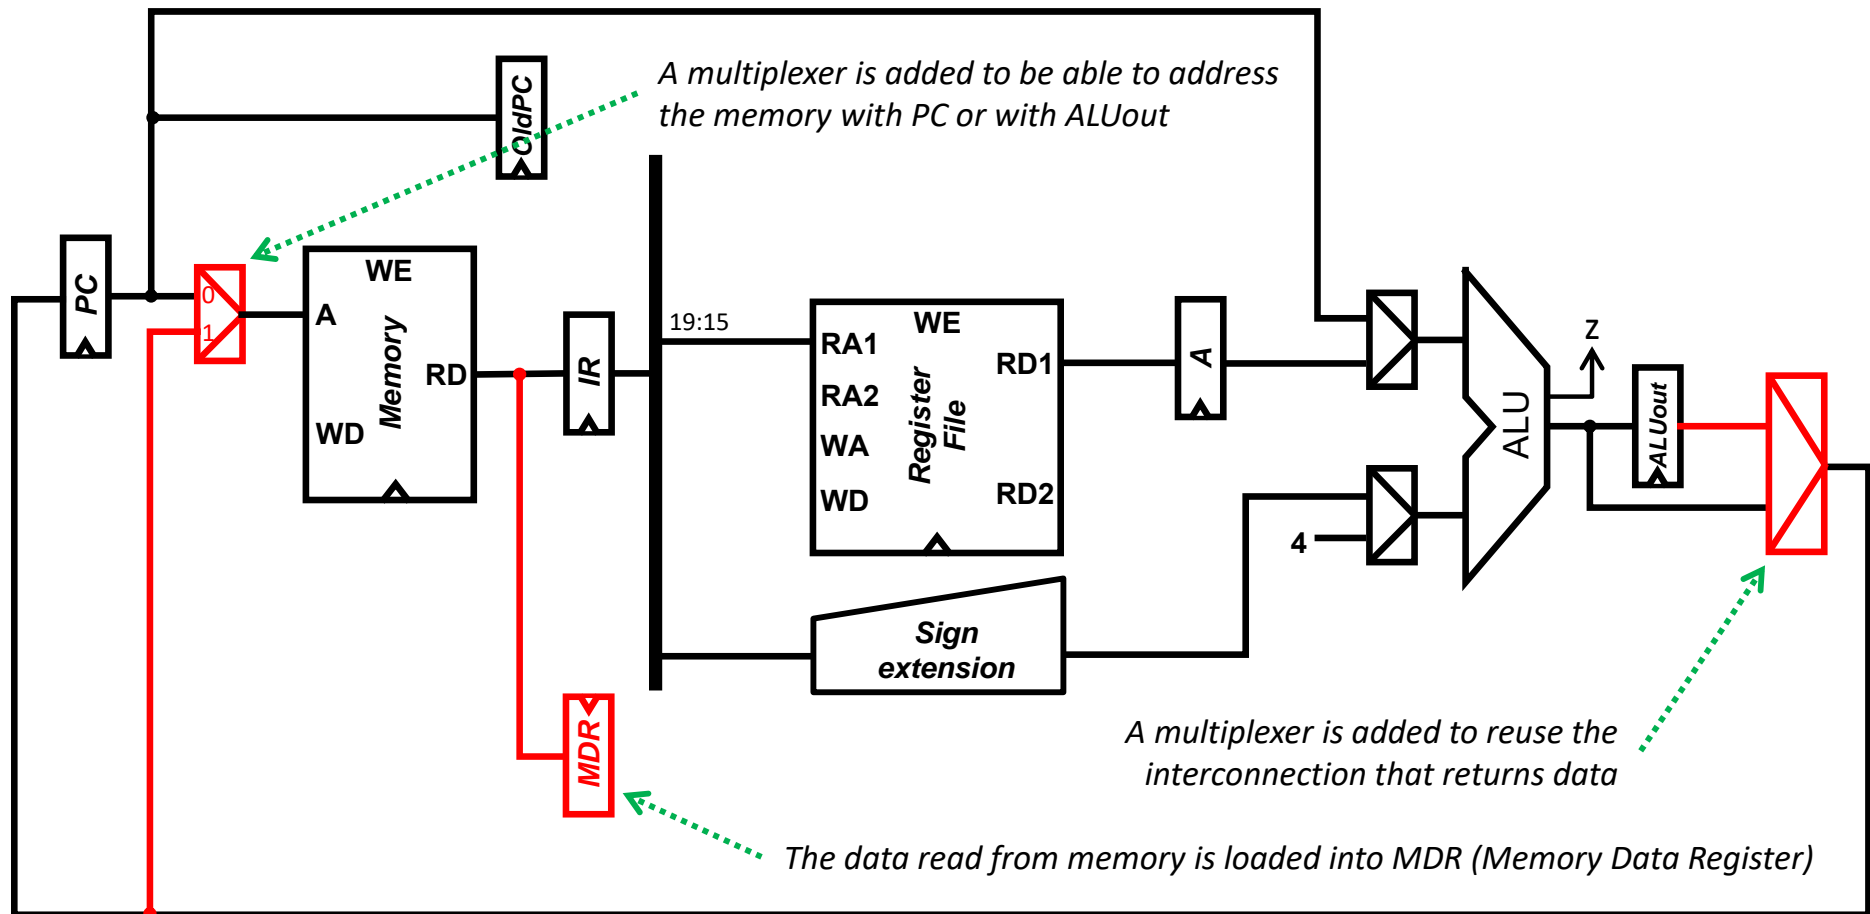 A multiplexer is added to be able to address
the memory with PC or with ALUout
OldPC
PC
0
1
WE
A
Memory
RD
WD
IR
19:15
WE
RA1
RD1
RA2
Register
File
WA
WD
RD2
A
4
ALU
Z
ALUout
Sign
extension
MDR
A multiplexer is added to reuse the
interconnection that returns data
The data read from memory is loaded into MDR (Memory Data Register)